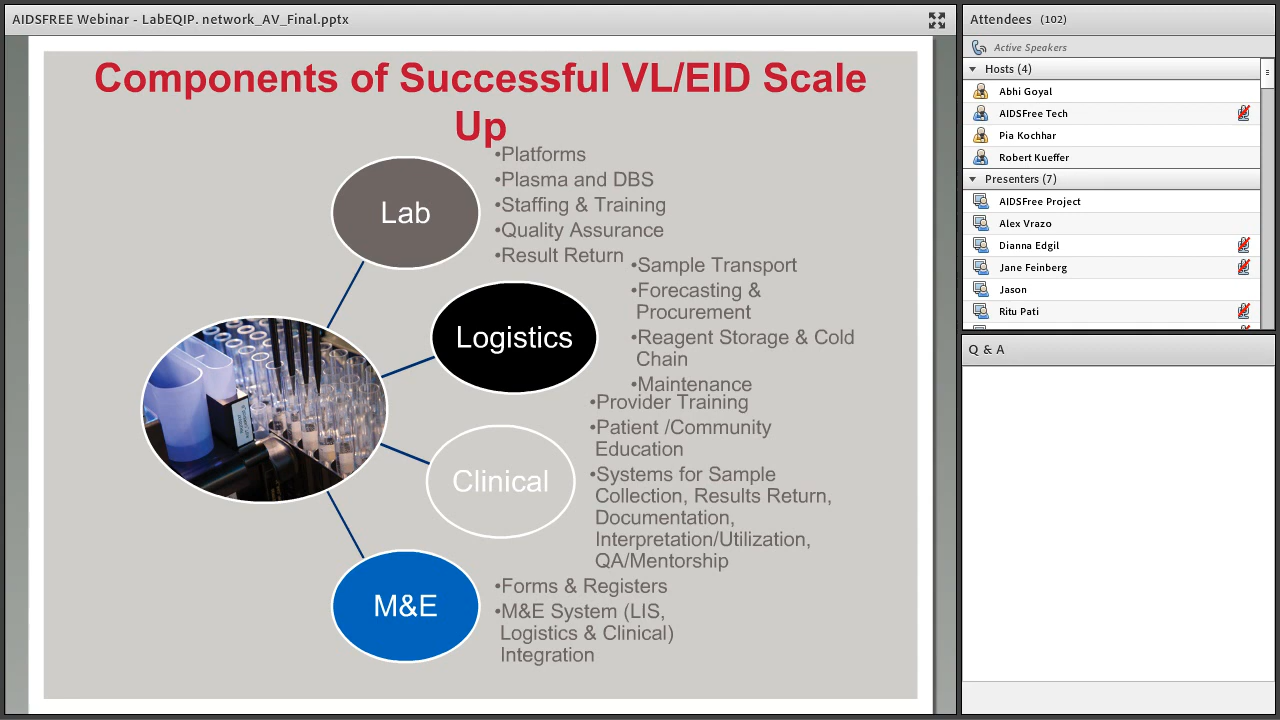 AIDSFREE Webinar - LabEQIP. network_AV_Final.pptx
Components of Successful VL/EID Scale
Up
Lab
•Platforms
•Plasma and DBS
•Staffing & Training
•Quality Assurance
•Result Return
Logistics
•Sample Transport
•Forecasting &
Procurement
•Reagent Storage & Cold
Chain
•Maintenance
Clinical
•Provider Training
•Patient /Community
Education
•Systems for Sample
Collection, Results Return,
Documentation,
Interpretation/Utilization,
QA/Mentorship
M&E
•Forms & Registers
•M&E System (LIS,
Logistics & Clinical)
Integration
Attendees (102)
Active Speakers
Hosts (4)
Abhi Goyal
AIDSFree Tech
Pia Kochhar
Robert Kueffer
Presenters (7)
AIDSFree Project
Alex Vrazo
Dianna Edgil
Jane Feinberg
Jason
Ritu Pati
Q & A